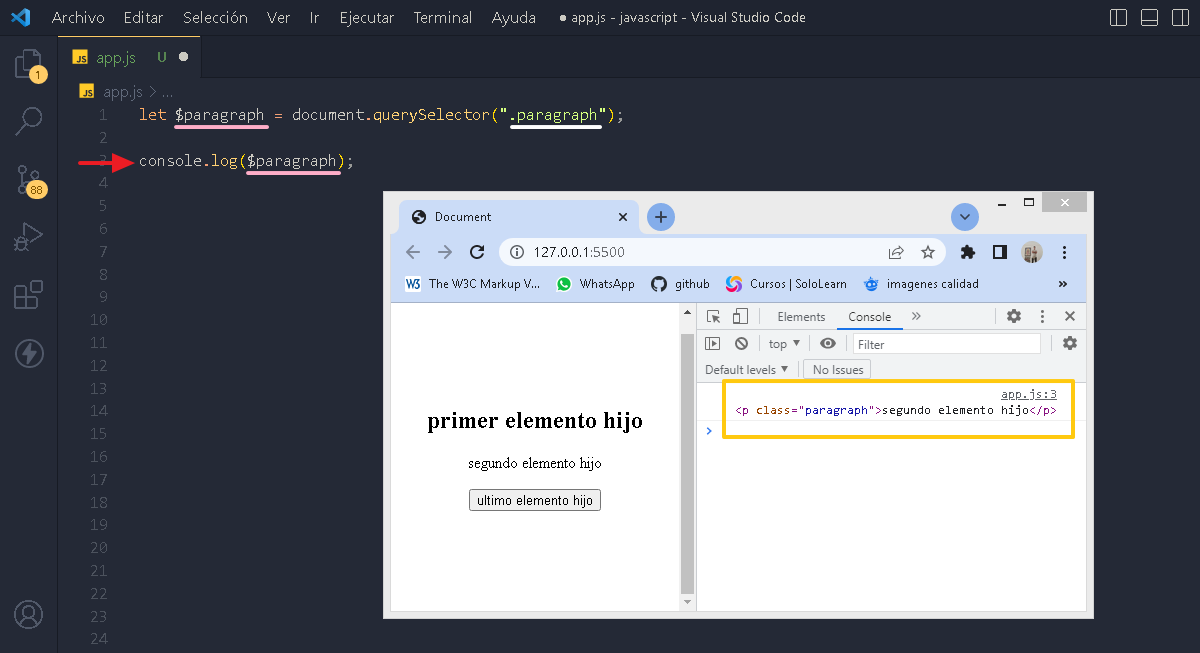 Archivo Editar Selección Ver Ir Ejecutar Terminal Ayuda ● app.js - javascript - Visual Studio Code
JS app.js U ●
JS app.js > ...
1
1 let $paragraph = document.querySelector(".paragraph");
2
3 console.log($paragraph);
4
5
6
7
8
88
9
10
11
12
13
14
15
16
17
18
19
20
21
22
23
24
Document
127.0.0.1:5500
W3 The W3C Markup V... WhatsApp github Cursos | SoloLearn imagenes calidad »
Elements Console »
top ▼ Filter
Default levels ▼ No Issues
app.js:3
<p class="paragraph">segundo elemento hijo</p>
>
primer elemento hijo
segundo elemento hijo
ultimo elemento hijo